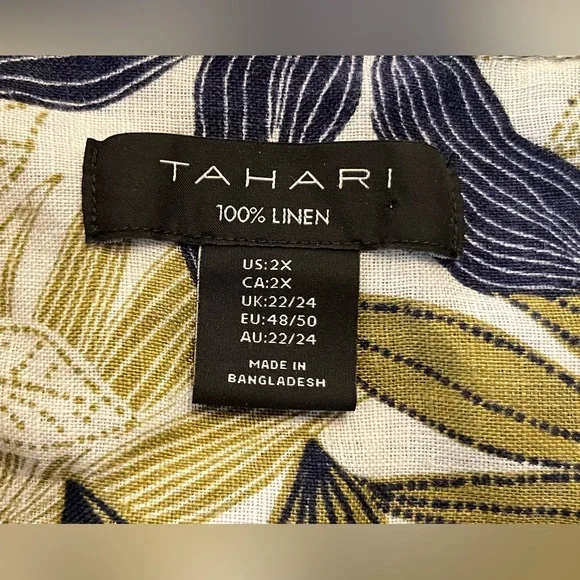 TAHARI
100% LINEN
US:2X
CA:2X
UK:22/24
EU:48/50
AU:22/24
MADE IN
BANGLADESH